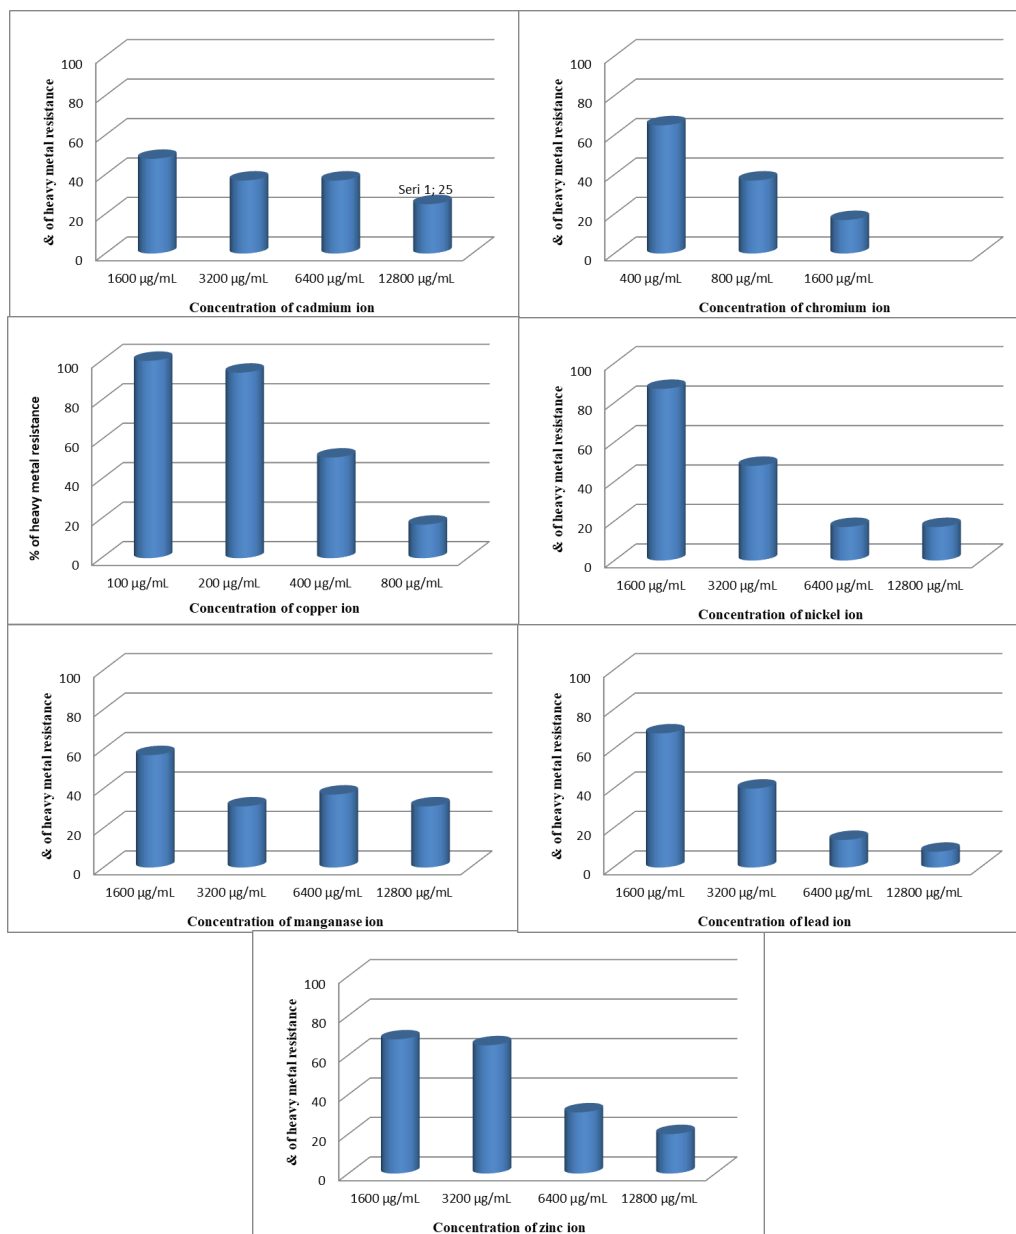 & of heavy metal resistance
100
80
60
40
20
0
Seri 1; 25
1600 µg/mL 3200 µg/mL 6400 µg/mL 12800 µg/mL
Concentration of cadmium ion
& of heavy metal resistance
100
80
60
40
20
0
400 µg/mL 800 µg/mL 1600 µg/mL
Concentration of chromium ion
% of heavy metal resistance
100
80
60
40
20
0
100 µg/mL 200 µg/mL 400 µg/mL 800 µg/mL
Concentration of copper ion
& of heavy metal resistance
100
80
60
40
20
0
1600 µg/mL 3200 µg/mL 6400 µg/mL 12800 µg/mL
Concentration of nickel ion
& of heavy metal resistance
100
80
60
40
20
0
1600 µg/mL 3200 µg/mL 6400 µg/mL 12800 µg/mL
Concentration of manganase ion
& of heavy metal resistance
100
80
60
40
20
0
1600 µg/mL 3200 µg/mL 6400 µg/mL 12800 µg/mL
Concentration of lead ion
& of heavy metal resistance
100
80
60
40
20
0
1600 µg/mL 3200 µg/mL 6400 µg/mL 12800 µg/mL
Concentration of zinc ion